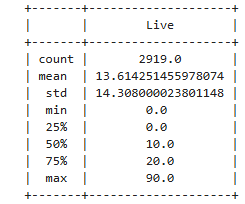 +-------+--------------------+
|       |        Live        |
+-------+--------------------+
| count |       2919.0       |
| mean  | 13.614251455978074 |
|  std  | 14.308000023801148 |
|  min  |        0.0         |
|  25%  |        0.0         |
|  50%  |        10.0        |
|  75%  |        20.0        |
|  max  |        90.0        |
+-------+--------------------+